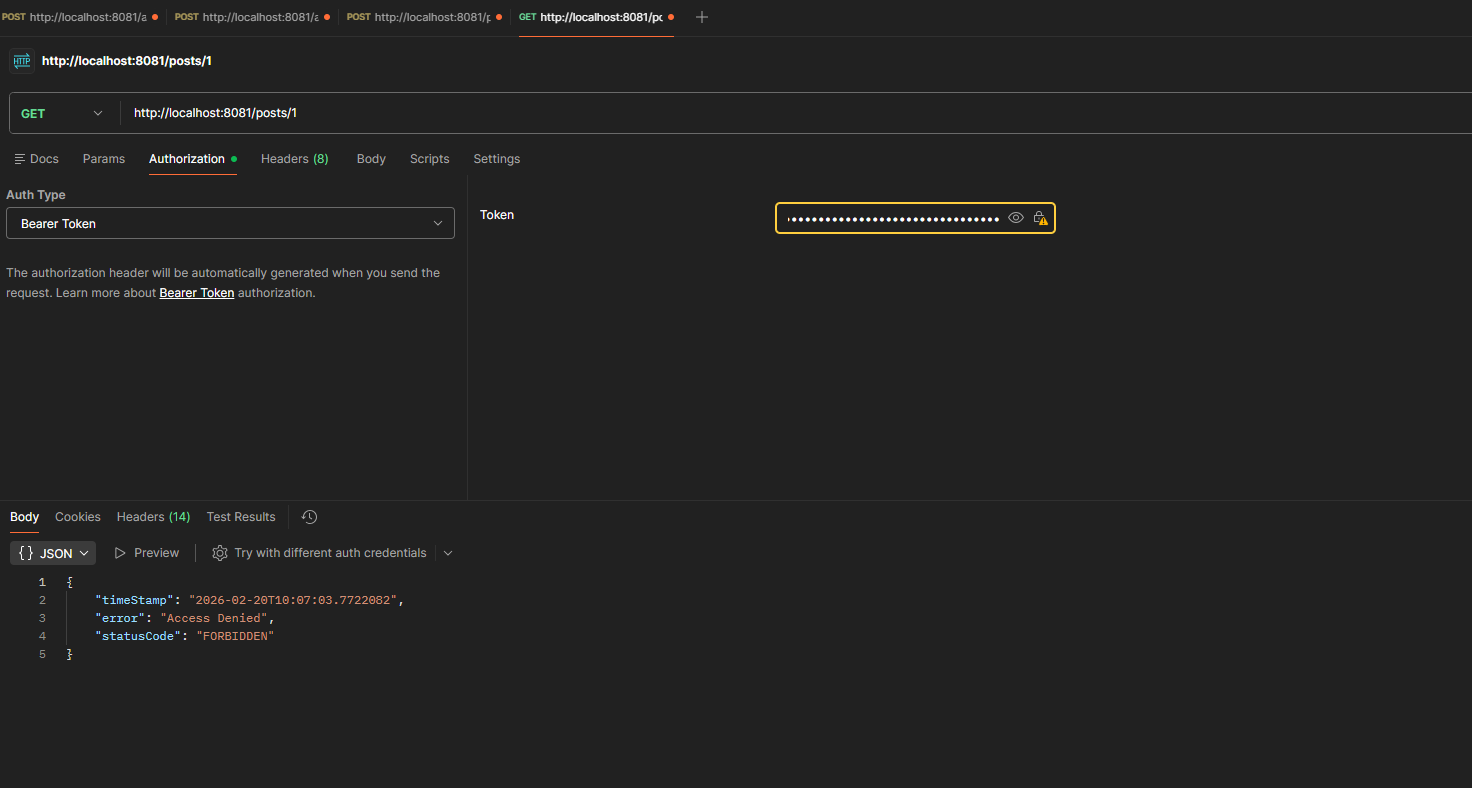 POST http://localhost:8081/a POST http://localhost:8081/a POST http://localhost:8081/p GET http://localhost:8081/po
HTTP http://localhost:8081/posts/1
GET http://localhost:8081/posts/1
Docs Params Authorization Headers (8) Body Scripts Settings
Auth Type
Bearer Token
The authorization header will be automatically generated when you send the
request. Learn more about Bearer Token authorization.
Token
Body Cookies Headers (14) Test Results
{} JSON Preview Try with different auth credentials
1 {
2 "timeStamp": "2026-02-20T10:07:03.7722082",
3 "error": "Access Denied",
4 "statusCode": "FORBIDDEN"
5 }